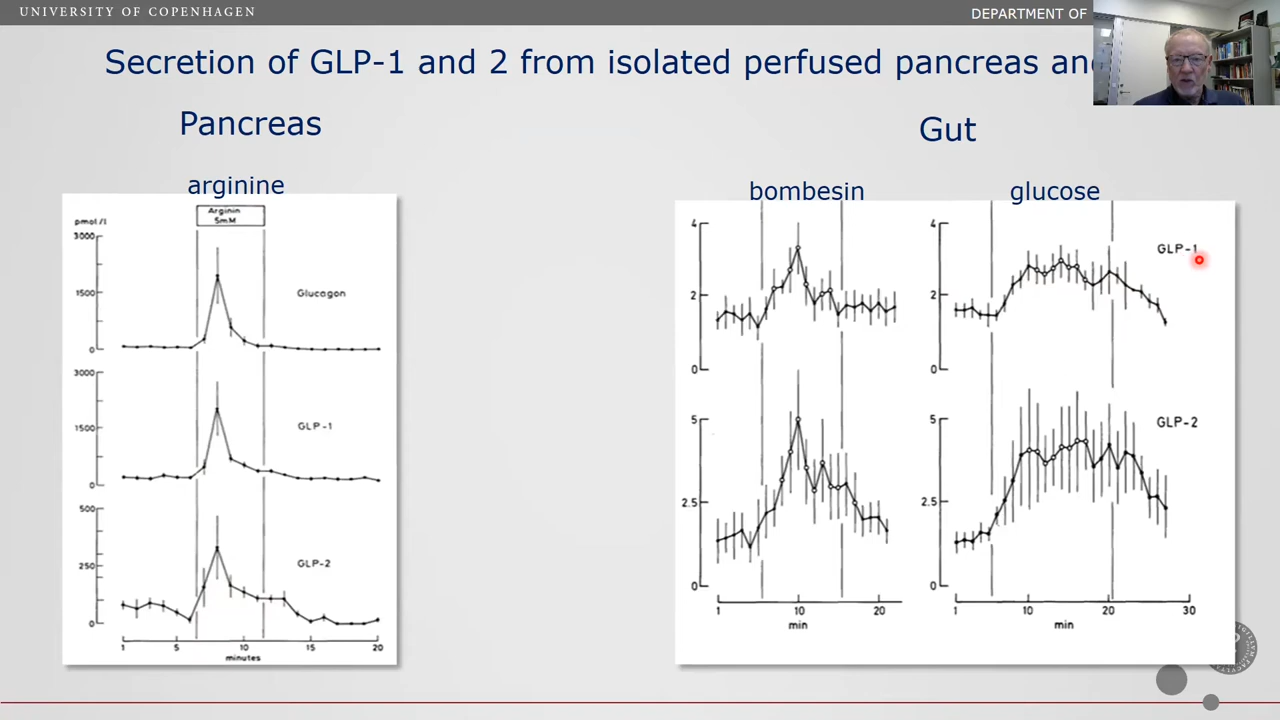 UNIVERSITY OF COPENHAGEN
DEPARTMENT OF
Secretion of GLP-1 and 2 from isolated perfused pancreas and
Pancreas
Gut
arginine
bombesin
glucose
Arginin
5mM
pmol/l
3000
1500
0
Glucagon
3000
1500
0
GLP-1
500
250
0
GLP-2
1
5
10
15
20
minutes
4
2
0
4
2
0
GLP-1
5
2.5
0
5
2.5
0
GLP-2
1
10
20
min
1
10
20
30
min